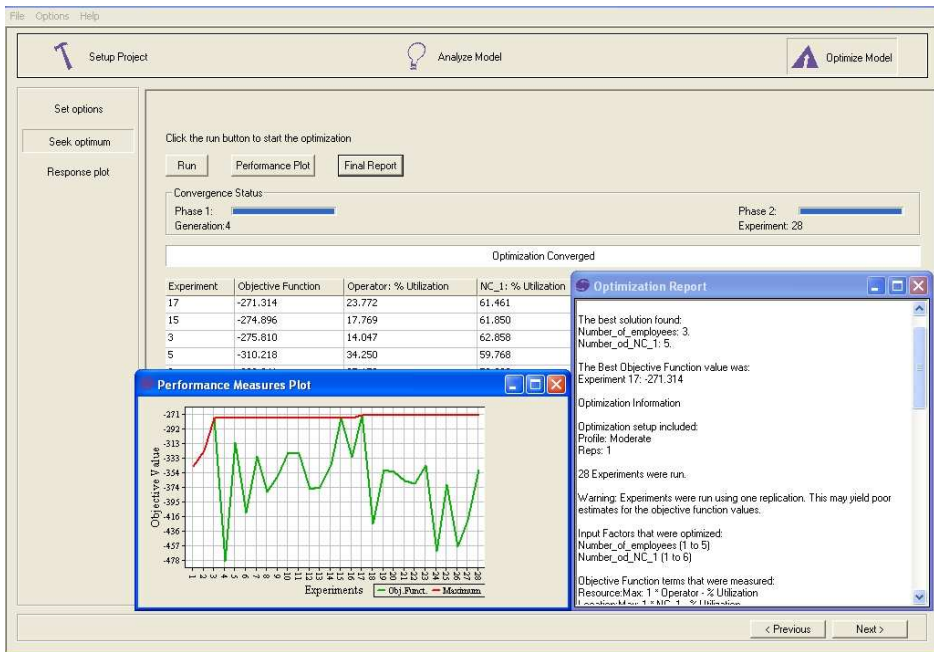 File Options Help
Setup Project
Analyze Model
Optimize Model
Set options
Seek optimum
Response plot
Click the run button to start the optimization
Run Performance Plot Final Report
Convergence Status
Phase 1: Phase 2:
Generation:4 Experiment: 28
Optimization Converged
Experiment Objective Function Operator: % Utilization NC_1: % Utilization
17 -271.314 23.772 61.461
15 -274.896 17.769 61.850
3 -275.810 14.047 62.858
5 -310.218 34.250 59.768
Performance Measures Plot
Objective Value
-271
-292
-313
-333
-354
-374
-395
-416
-436
-457
-478
1 2 3 4 5 6 7 8 9 10 11 12 13 14 15 16 17 18 19 20 21 22 23 24 25 26 27 28
Experiments
Obj.Funct. Maximum
Optimization Report
The best solution found:
Number_of_employees: 3.
Number_od_NC_1: 5.
The Best Objective Function value was:
Experiment 17: -271.314
Optimization Information
Optimization setup included:
Profile: Moderate
Reps: 1
28 Experiments were run.
Warning: Experiments were run using one replication. This may yield poor
estimates for the objective function values.
Input Factors that were optimized:
Number_of_employees (1 to 5)
Number_od_NC_1 (1 to 6)
Objective Function terms that were measured:
Resource:Max: 1 * Operator - % Utilization
Location:Max: 1 * NC_1 - % Utilization
< Previous Next >